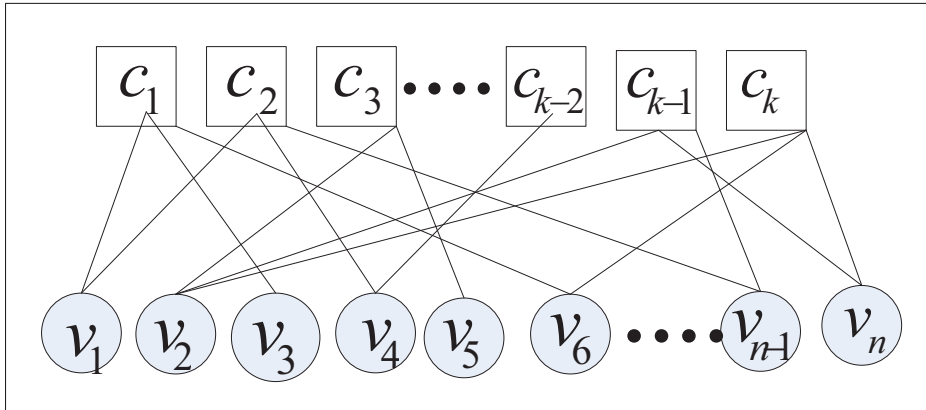 c₁ c₂ c₃ •••• cₖ₋₂ cₖ₋₁ cₖ
v₁ v₂ v₃ v₄ v₅ v₆ •••• vₙ₋₁ vₙ